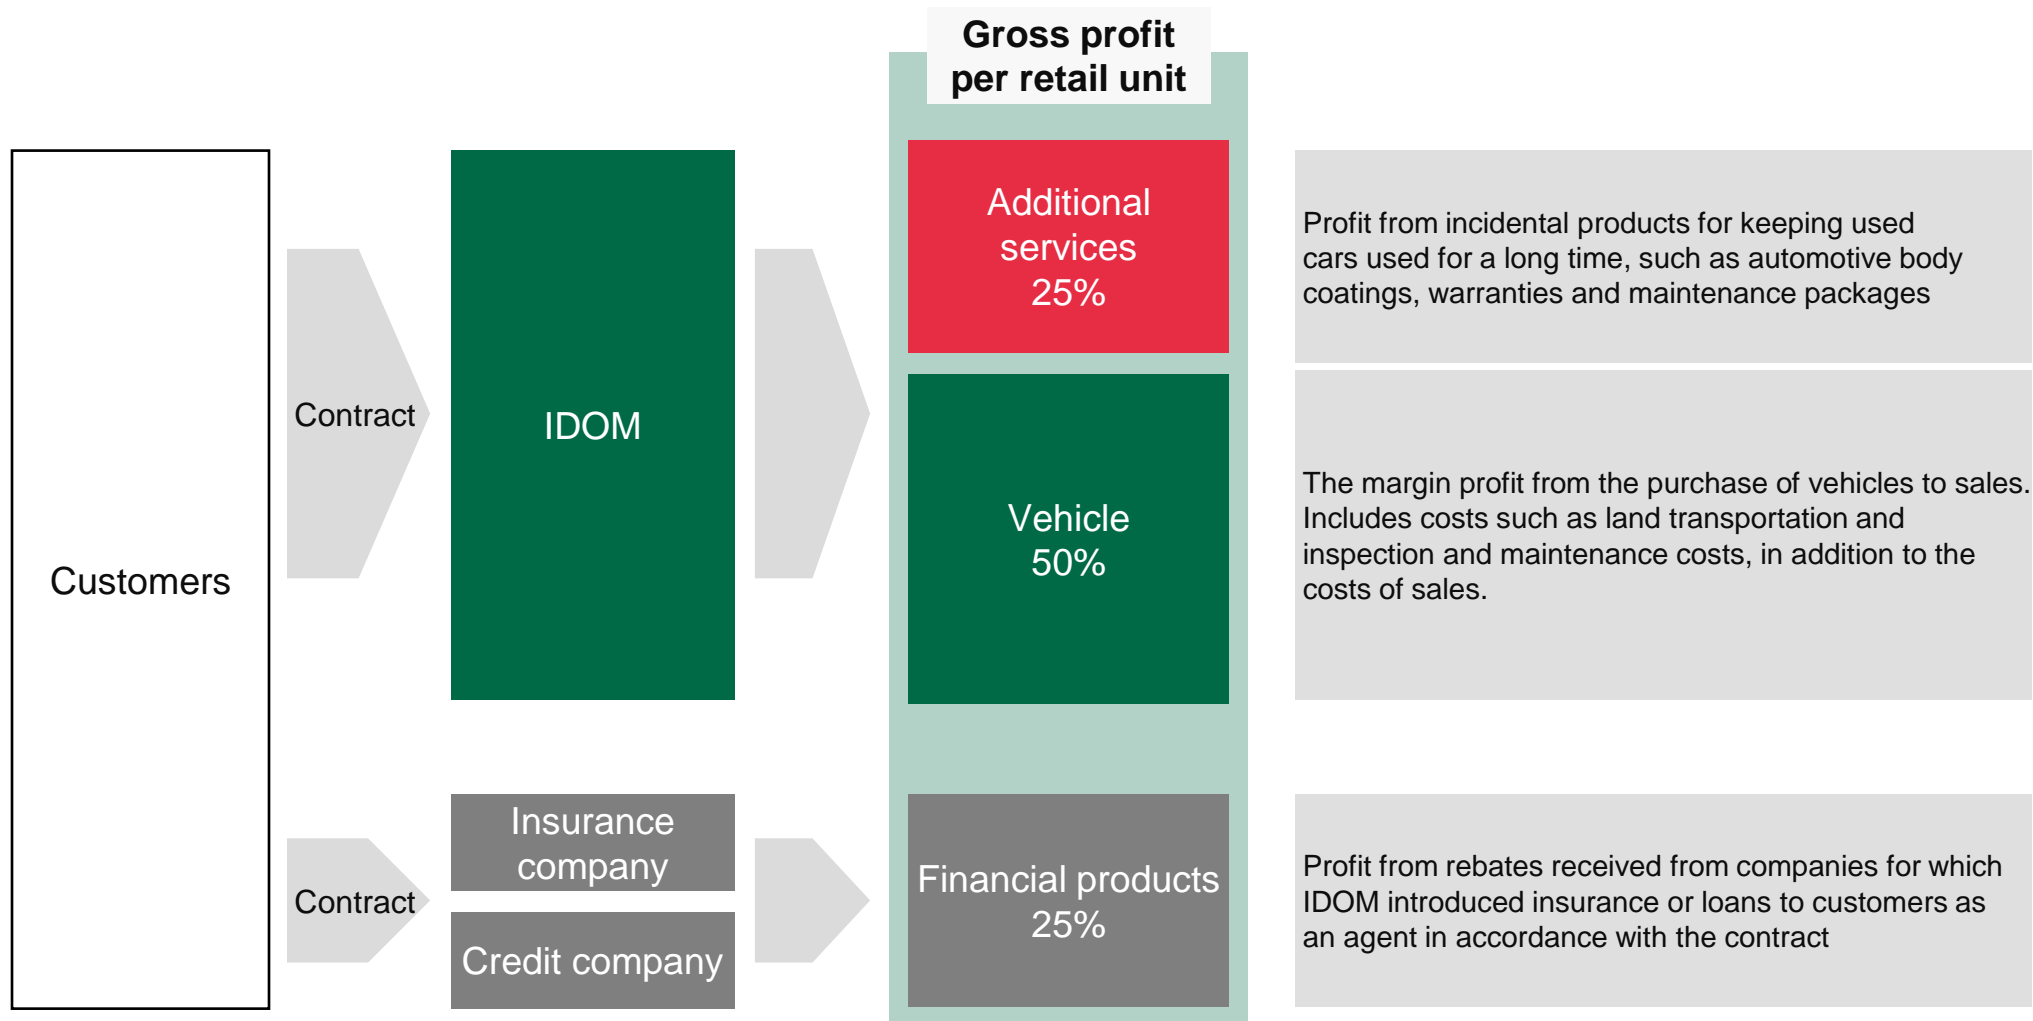 Gross profit
per retail unit
Customers
Contract
IDOM
Additional
services
25%
Profit from incidental products for keeping used
cars used for a long time, such as automotive body
coatings, warranties and maintenance packages
Vehicle
50%
The margin profit from the purchase of vehicles to sales.
Includes costs such as land transportation and
inspection and maintenance costs, in addition to the
costs of sales.
Contract
Insurance
company
Credit company
Financial products
25%
Profit from rebates received from companies for which
IDOM introduced insurance or loans to customers as
an agent in accordance with the contract